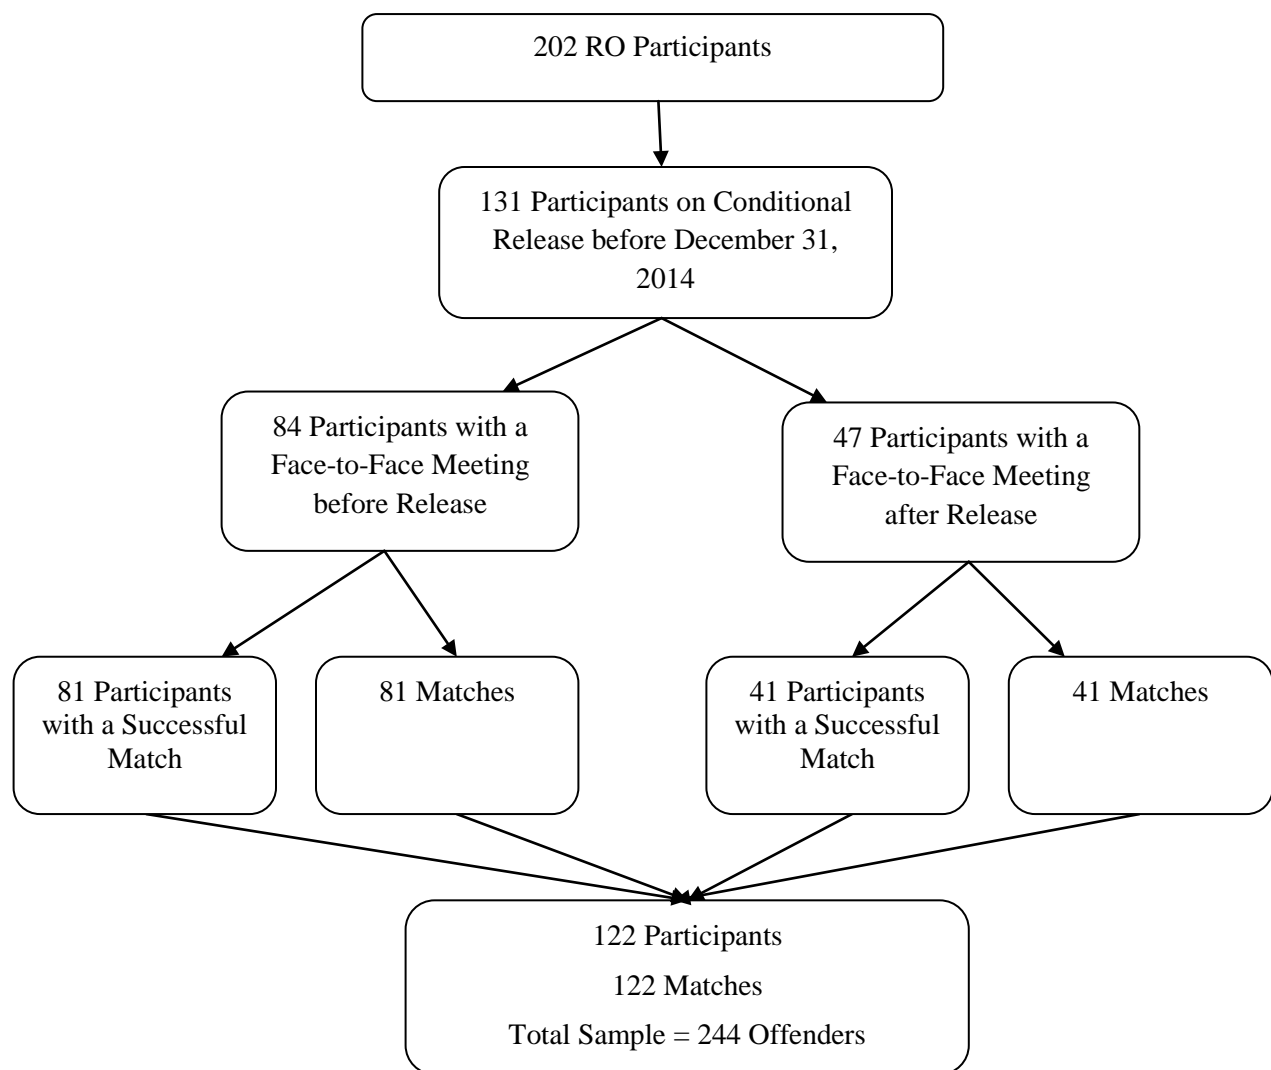 202 RO Participants
131 Participants on Conditional
Release before December 31,
2014
84 Participants with a
Face-to-Face Meeting
before Release
47 Participants with a
Face-to-Face Meeting
after Release
81 Participants
with a Successful
Match
81 Matches
41 Participants
with a Successful
Match
41 Matches
122 Participants
122 Matches
Total Sample = 244 Offenders